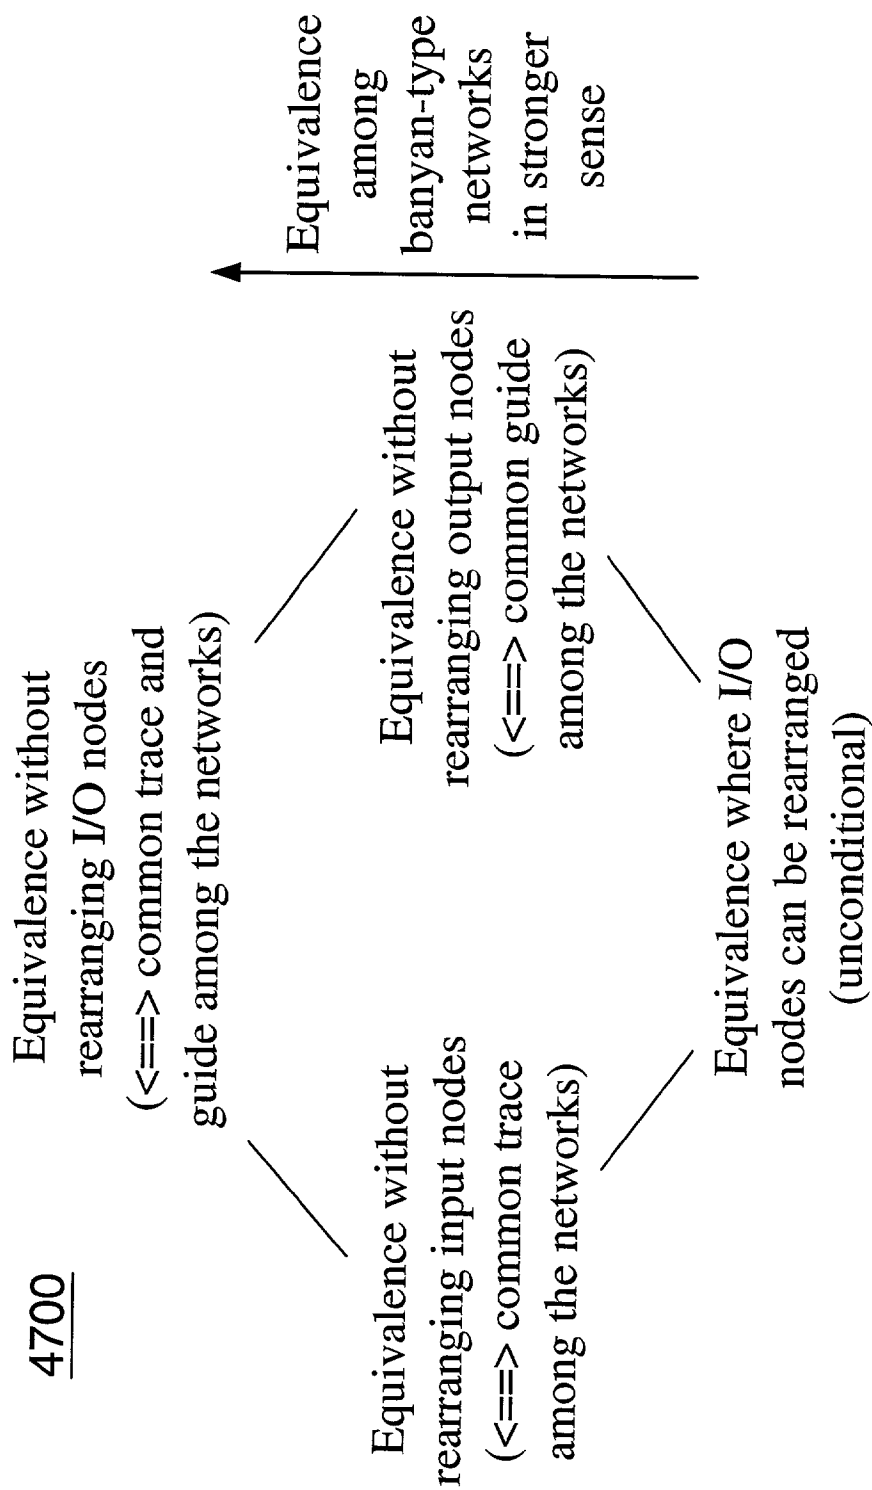 4700
Equivalence without
rearranging I/O nodes
(<==> common trace and
guide among the networks)
Equivalence without
rearranging input nodes
(<==> common trace
among the networks)
Equivalence without
rearranging output nodes
(<==> common guide
among the networks)
Equivalence where I/O
nodes can be rearranged
(unconditional)
Equivalence
among
banyan-type
networks
in stronger
sense